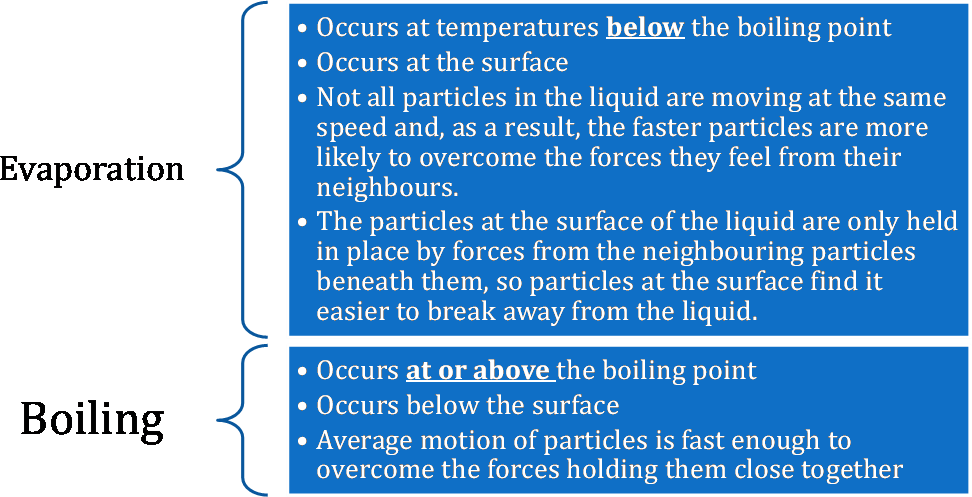 Evaporation
• Occurs at temperatures below the boiling point
• Occurs at the surface
• Not all particles in the liquid are moving at the same
speed and, as a result, the faster particles are more
likely to overcome the forces they feel from their
neighbours.
• The particles at the surface of the liquid are only held
in place by forces from the neighbouring particles
beneath them, so particles at the surface find it
easier to break away from the liquid.
Boiling
• Occurs at or above the boiling point
• Occurs below the surface
• Average motion of particles is fast enough to
overcome the forces holding them close together